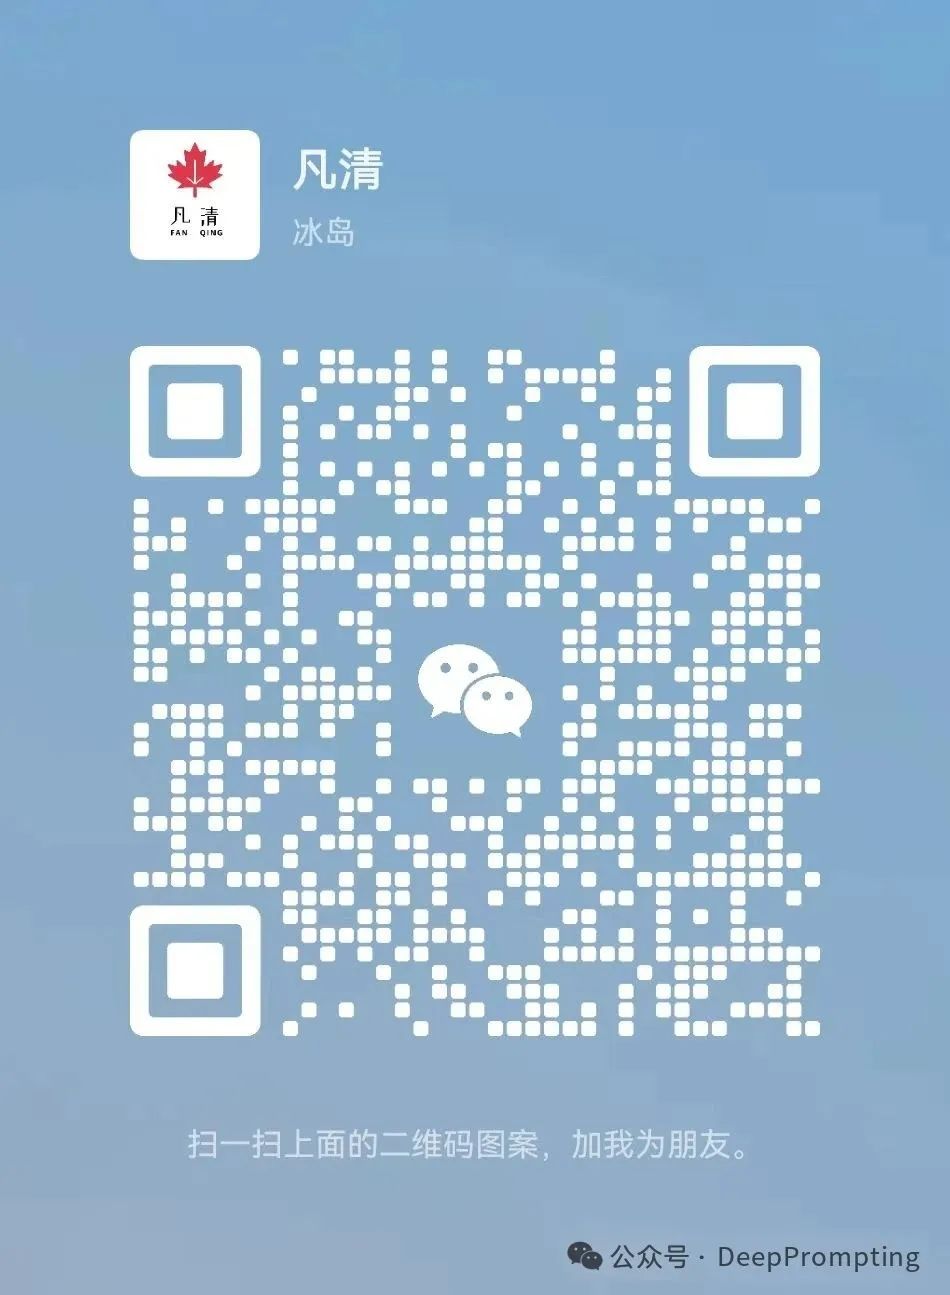 凡清
FAN QING
凡清
冰岛
扫一扫上面的二维码图案，加我为朋友。
公众号 · DeepPrompting